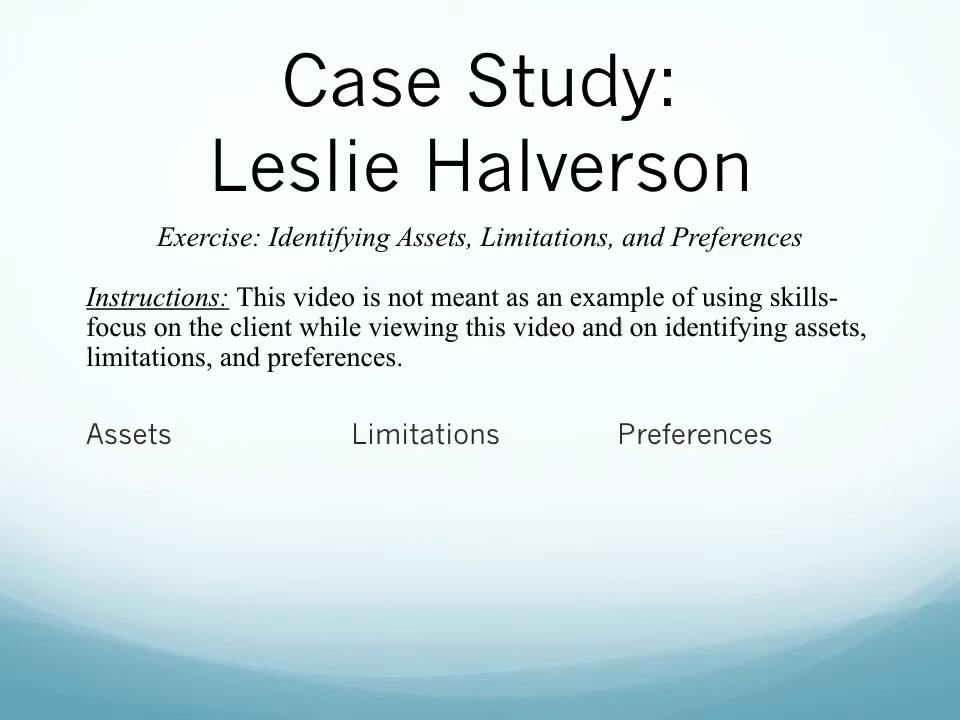 Case Study:
Leslie Halverson
Exercise: Identifying Assets, Limitations, and Preferences
Instructions: This video is not meant as an example of using skills-
focus on the client while viewing this video and on identifying assets,
limitations, and preferences.
Assets Limitations Preferences